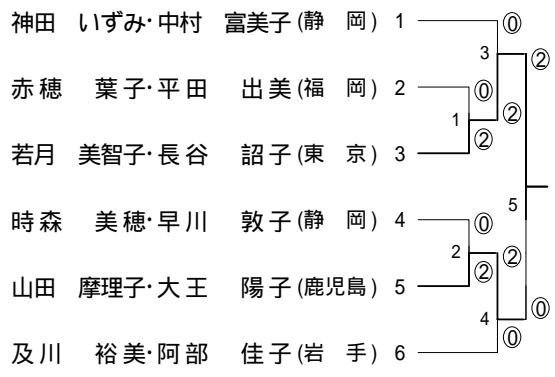 神田 いずみ・中村 富美子(静 岡) 1
⓪
3
②
赤穂 葉子・平田 出美(福 岡) 2
⓪
1
②
若月 美智子・長谷 詔子(東 京) 3
②
5
時森 美穂・早川 敦子(静 岡) 4
⓪
2
②
山田 摩理子・大王 陽子(鹿児島) 5
②
4
⓪
及川 裕美・阿部 佳子(岩 手) 6
⓪